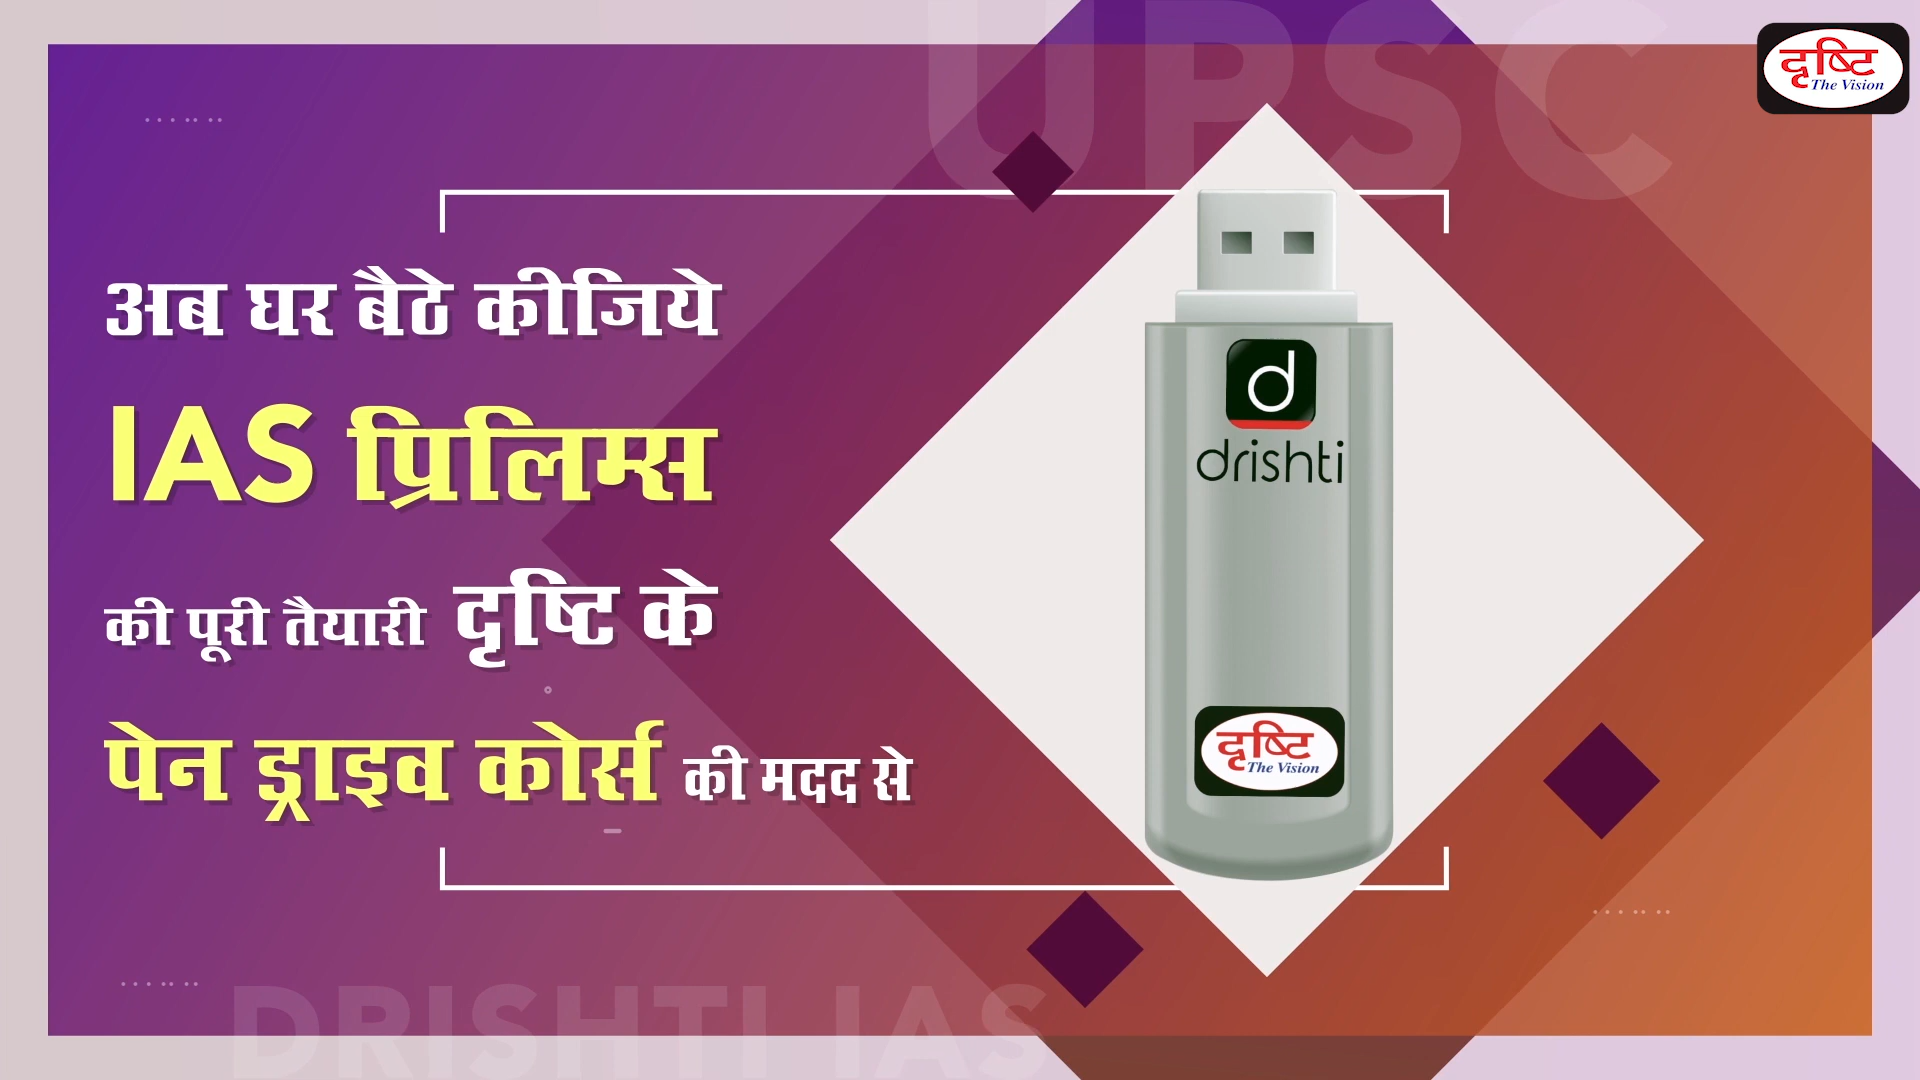 UPSC
दृष्टि
The Vision
अब घर बैठे कीजिये
IAS प्रिलिम्स
की पूरी तैयारी दृष्टि के
पेन ड्राइव कोर्स की मदद से
d
drishti
दृष्टि
The Vision
DRISHTI IAS